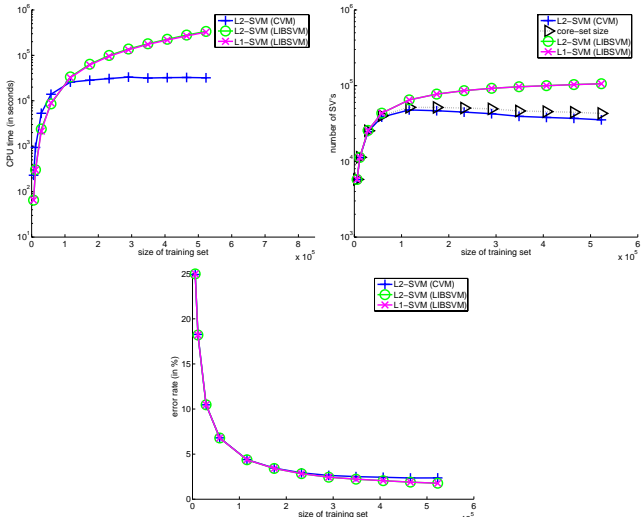 L2−SVM (CVM)
L2−SVM (LIBSVM)
L1−SVM (LIBSVM)
CPU time (in seconds)
10^6
10^5
10^4
10^3
10^2
10^1
0 1 2 3 4 5 6 7 8
size of training set
x 10^5
L2−SVM (CVM)
core−set size
L2−SVM (LIBSVM)
L1−SVM (LIBSVM)
number of SV's
10^6
10^5
10^4
10^3
0 1 2 3 4 5 6
size of training set
x 10^5
L2−SVM (CVM)
L2−SVM (LIBSVM)
L1−SVM (LIBSVM)
error rate (in %)
25
20
15
10
5
0
0 1 2 3 4 5 6
size of training set